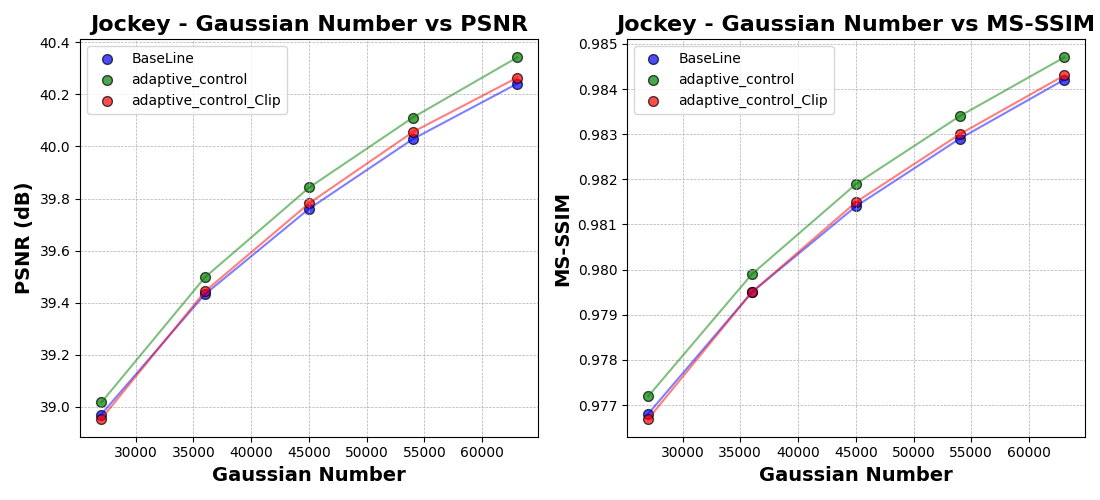 Jockey - Gaussian Number vs PSNR
BaseLine
adaptive_control
adaptive_control_Clip
40.4
40.2
40.0
39.8
39.6
39.4
39.2
39.0
PSNR (dB)
30000 35000 40000 45000 50000 55000 60000
Gaussian Number
Jockey - Gaussian Number vs MS-SSIM
BaseLine
adaptive_control
adaptive_control_Clip
0.985
0.984
0.983
0.982
0.981
0.980
0.979
0.978
0.977
MS-SSIM
30000 35000 40000 45000 50000 55000 60000
Gaussian Number